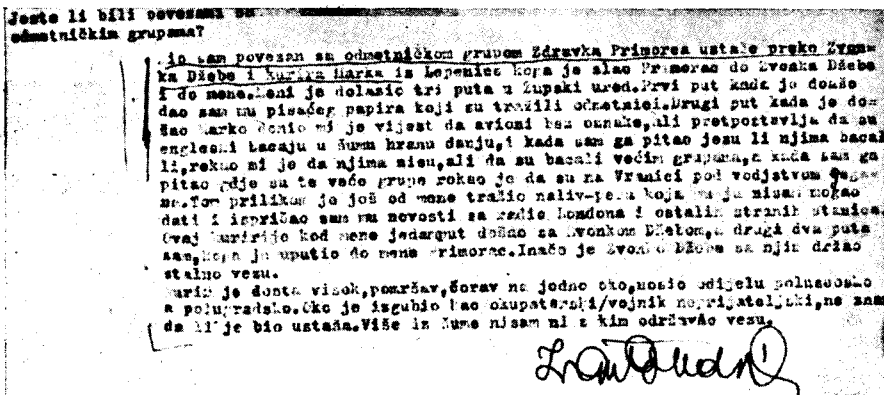 Jeste li bili povezani sa
odmetničkim grupama?
io sam povezan sa odmetničkom grupom Zdravka Primorca ustaše preko Zvon-
ka Džebe i kurira Marka iz Lepenice koga je slao Primorac do Zvonka Džebe
i do mene.Meni je dolazio tri puta u župski ured.Prvi put kada je došao
dao sam mu pisaćeg papira koji su tražili odmetnici.Drugi put kada je do-
šao Marko donio mi je vijest da avioni bez oznake,ali pretpostavlja da su
engleski bacaju u šumu hranu danju,i kada sam ga pitao jesu li njima bacal
li,rekao mi je da njima nisu,ali da su bacali većim grupama,a kada sam ga
pitao gdje su te veće grupe rekao je da su na Vranici pod vodjstvom
Tom prilikom je još od mene tražio naliv-pero koja mu ja nisam mogao
dati i ispričao sam mu novosti sa radio Londona i ostalih stranih stanica.
Ovaj kurir je kod mene jedanput došao sa Zvonkom Džebom,a drugi dva puta
sam,koga je uputio do mene Primorac.Inače je Zvonko Džeba sa njim držao
stalno vezu.
Kurir je dosta visok,pomršav,ćorav na jedno oko,nosio odijelo poluseosko
a polugradsko.Oko je izgubio kao okupatorski/vojnik neprijateljski,ne znam
da li je bio ustaša.Više iz šume nisam ni s kim održavao vezu.